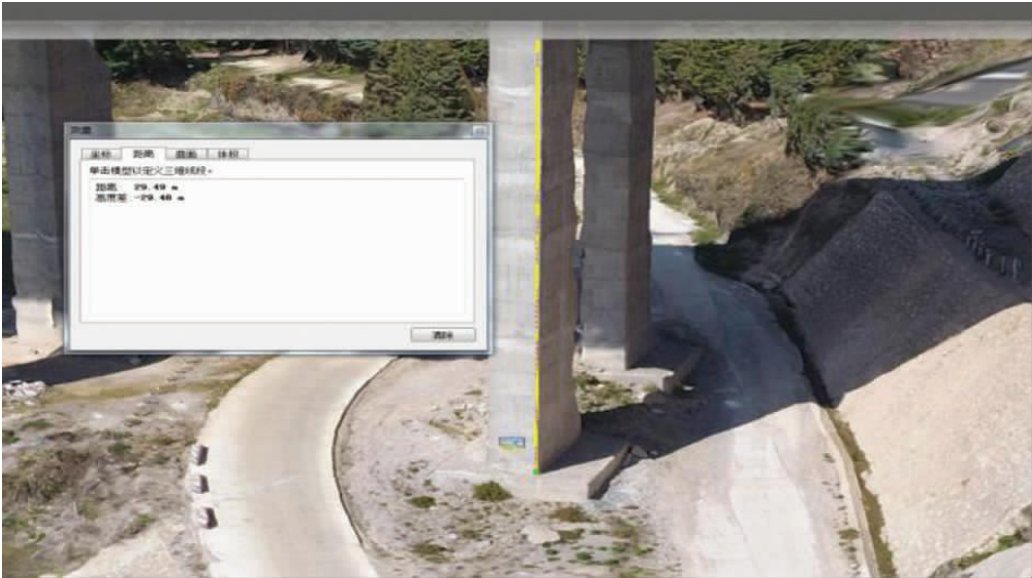 测量
坐标 距离 曲面 体积
单击模型以定义三维线段。
距离: 29.49 m
高度差: -29.48 m
清除